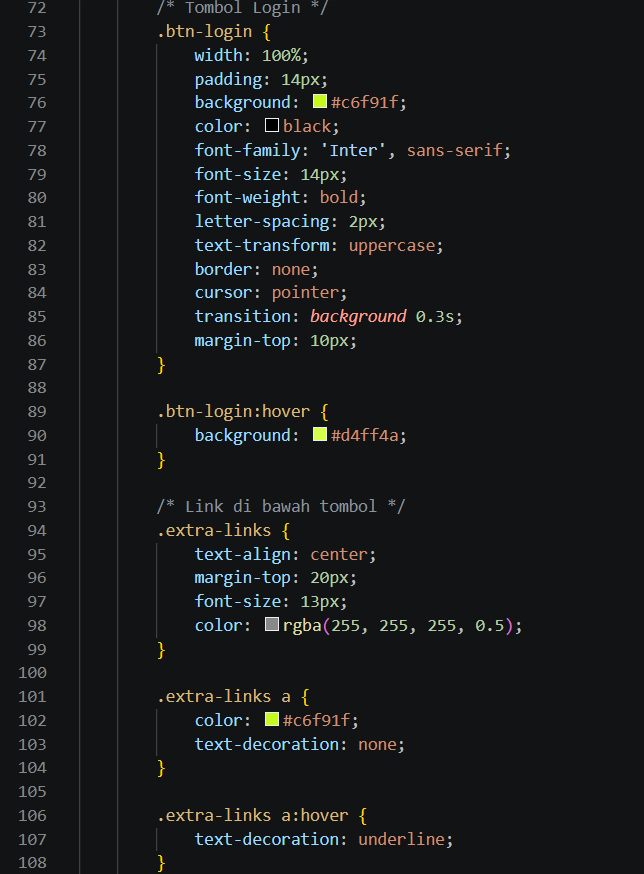 72 /* Tombol Login */
73 .btn-login {
74 width: 100%;
75 padding: 14px;
76 background: #c6f91f;
77 color: black;
78 font-family: 'Inter', sans-serif;
79 font-size: 14px;
80 font-weight: bold;
81 letter-spacing: 2px;
82 text-transform: uppercase;
83 border: none;
84 cursor: pointer;
85 transition: background 0.3s;
86 margin-top: 10px;
87 }
88
89 .btn-login:hover {
90 background: #d4ff4a;
91 }
92
93 /* Link di bawah tombol */
94 .extra-links {
95 text-align: center;
96 margin-top: 20px;
97 font-size: 13px;
98 color: rgba(255, 255, 255, 0.5);
99 }
100
101 .extra-links a {
102 color: #c6f91f;
103 text-decoration: none;
104 }
105
106 .extra-links a:hover {
107 text-decoration: underline;
108 }